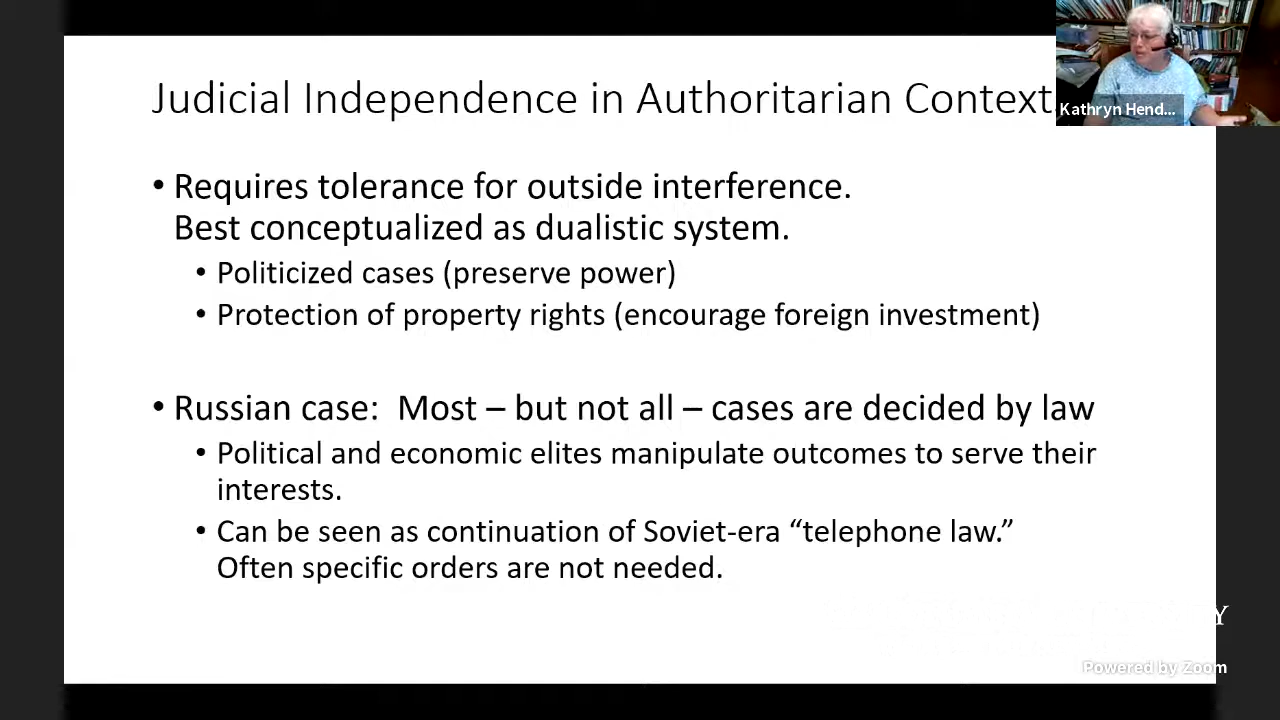 Judicial Independence in Authoritarian Context
Kathryn Hend...
• Requires tolerance for outside interference.
Best conceptualized as dualistic system.
• Politicized cases (preserve power)
• Protection of property rights (encourage foreign investment)
• Russian case: Most – but not all – cases are decided by law
• Political and economic elites manipulate outcomes to serve their
interests.
• Can be seen as continuation of Soviet-era “telephone law.”
Often specific orders are not needed.
Y
Powered by Zoom